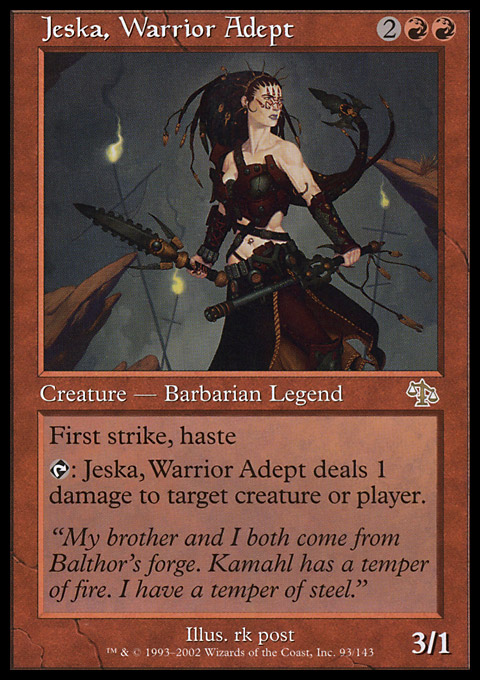 Jeska, Warrior Adept 2
Creature — Barbarian Legend
First strike, haste
: Jeska, Warrior Adept deals 1
damage to target creature or player.
“My brother and I both come from
Balthor’s forge. Kamahl has a temper
of fire. I have a temper of steel.”
Illus. rk post
™ & © 1993–2002 Wizards of the Coast, Inc. 93/143
3/1